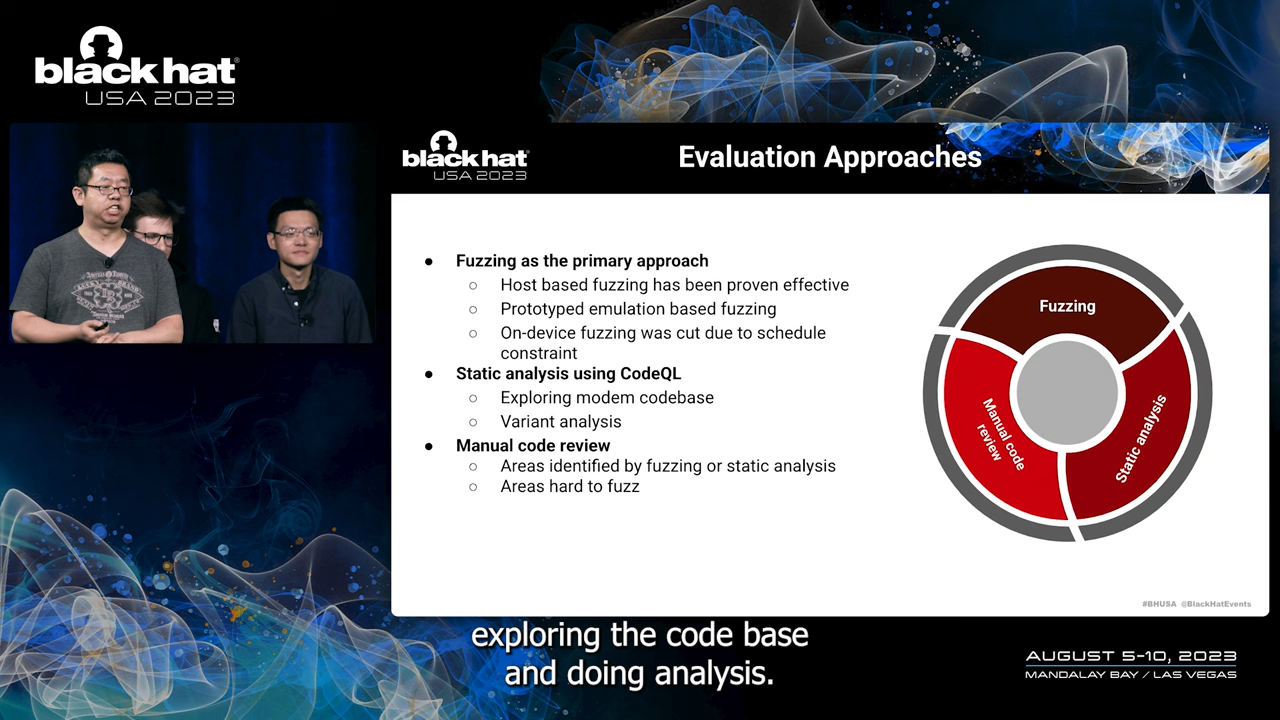 black hat
USA 2023
black hat
USA 2023
Evaluation Approaches
● Fuzzing as the primary approach
○ Host based fuzzing has been proven effective
○ Prototyped emulation based fuzzing
○ On-device fuzzing was cut due to schedule
constraint
● Static analysis using CodeQL
○ Exploring modem codebase
○ Variant analysis
● Manual code review
○ Areas identified by fuzzing or static analysis
○ Areas hard to fuzz
Fuzzing
Manual code
review
Static analysis
#BHUSA @BlackHatEvents
exploring the code base
and doing analysis.
AUGUST 5-10, 2023
MANDALAY BAY / LAS VEGAS